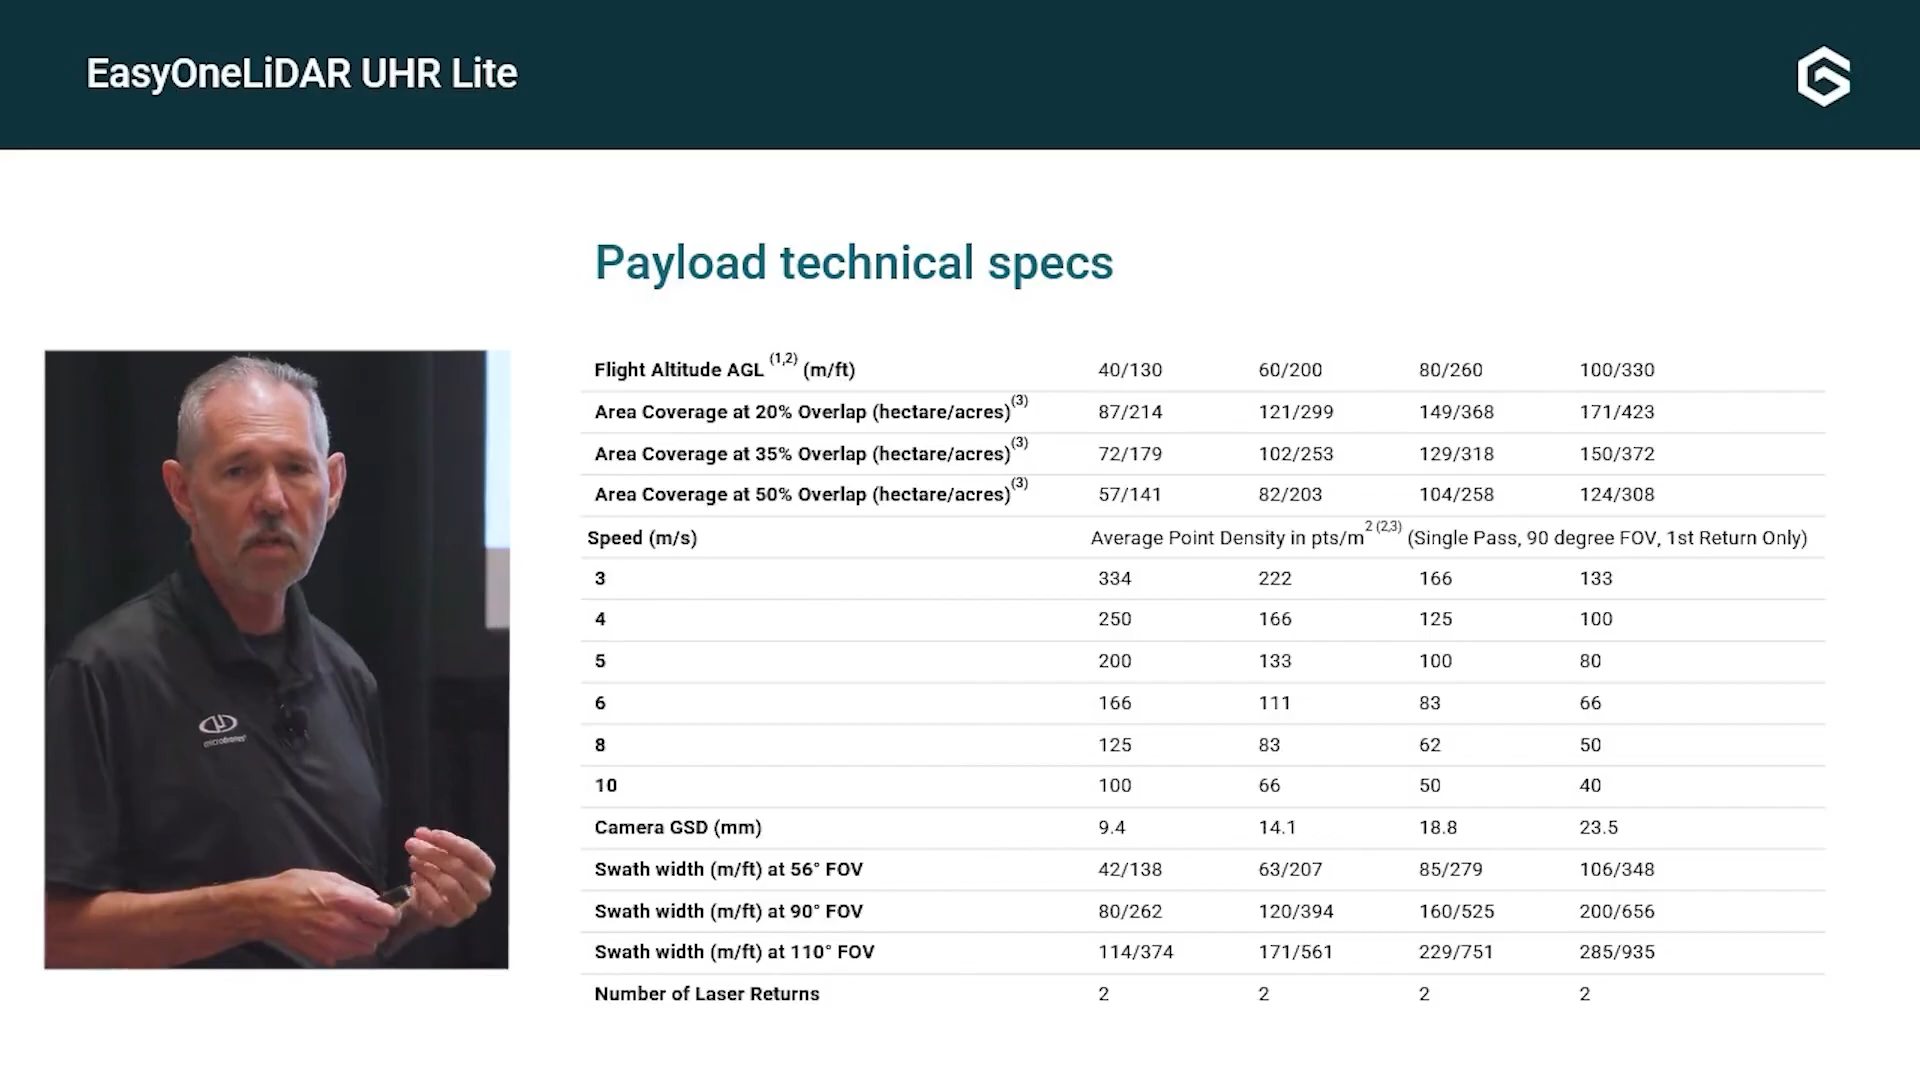 EasyOneLiDAR UHR Lite
Payload technical specs
Flight Altitude AGL (1,2) (m/ft) 40/130 60/200 80/260 100/330
Area Coverage at 20% Overlap (hectare/acres)(3) 87/214 121/299 149/368 171/423
Area Coverage at 35% Overlap (hectare/acres)(3) 72/179 102/253 129/318 150/372
Area Coverage at 50% Overlap (hectare/acres)(3) 57/141 82/203 104/258 124/308
Speed (m/s) Average Point Density in pts/m2 (2,3) (Single Pass, 90 degree FOV, 1st Return Only)
3 334 222 166 133
4 250 166 125 100
5 200 133 100 80
6 166 111 83 66
8 125 83 62 50
10 100 66 50 40
Camera GSD (mm) 9.4 14.1 18.8 23.5
Swath width (m/ft) at 56° FOV 42/138 63/207 85/279 106/348
Swath width (m/ft) at 90° FOV 80/262 120/394 160/525 200/656
Swath width (m/ft) at 110° FOV 114/374 171/561 229/751 285/935
Number of Laser Returns 2 2 2 2
microdrones